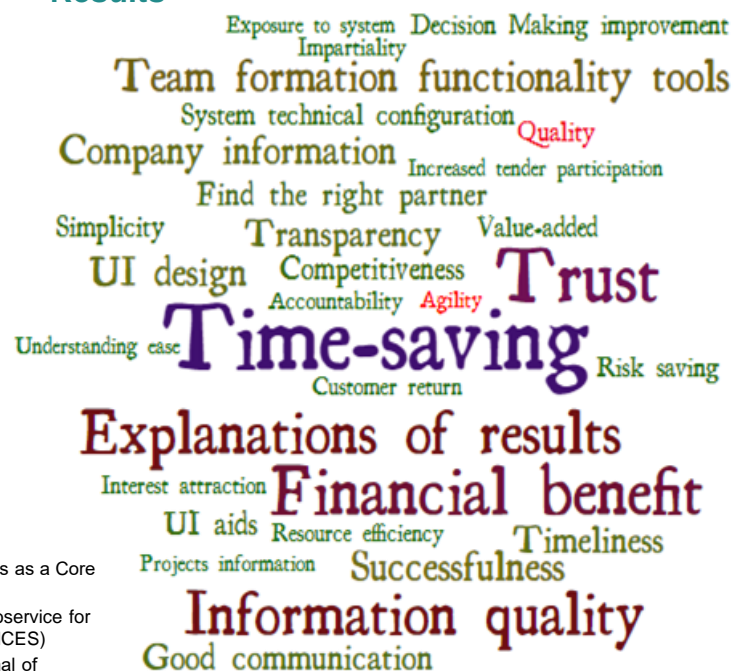 Results
Exposure to system Decision Making improvement
Impartiality
Team formation functionality tools
System technical configuration
Quality
Company information
Increased tender participation
Find the right partner
Simplicity
Transparency
Value-added
UI design
Competitiveness
Trust
Accountability Agility
Time-saving
Understanding ease
Risk saving
Customer return
Explanations of results
Interest attraction
Financial benefit
UI aids
Resource efficiency
Timeliness
s as a Core
Projects information
Successfulness
service for
Information quality
CES)
al of
Good communication